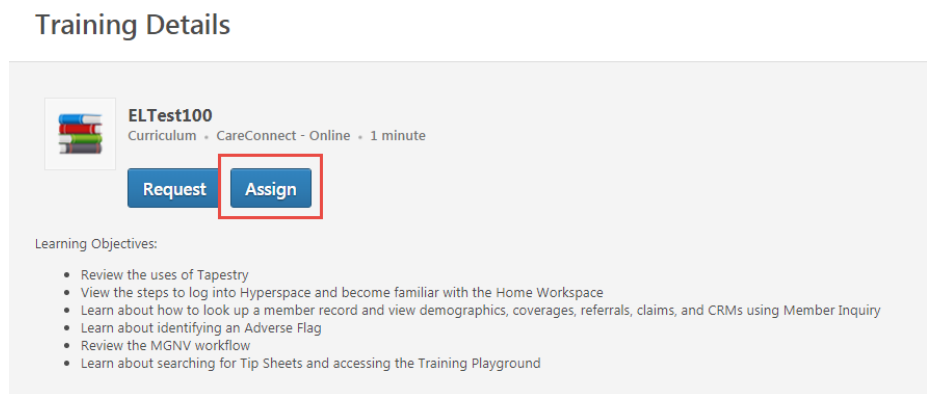 Training Details
ELTest100
Curriculum • CareConnect - Online • 1 minute
Request Assign
Learning Objectives:
• Review the uses of Tapestry
• View the steps to log into Hyperspace and become familiar with the Home Workspace
• Learn about how to look up a member record and view demographics, coverages, referrals, claims, and CRMs using Member Inquiry
• Learn about identifying an Adverse Flag
• Review the MGNV workflow
• Learn about searching for Tip Sheets and accessing the Training Playground